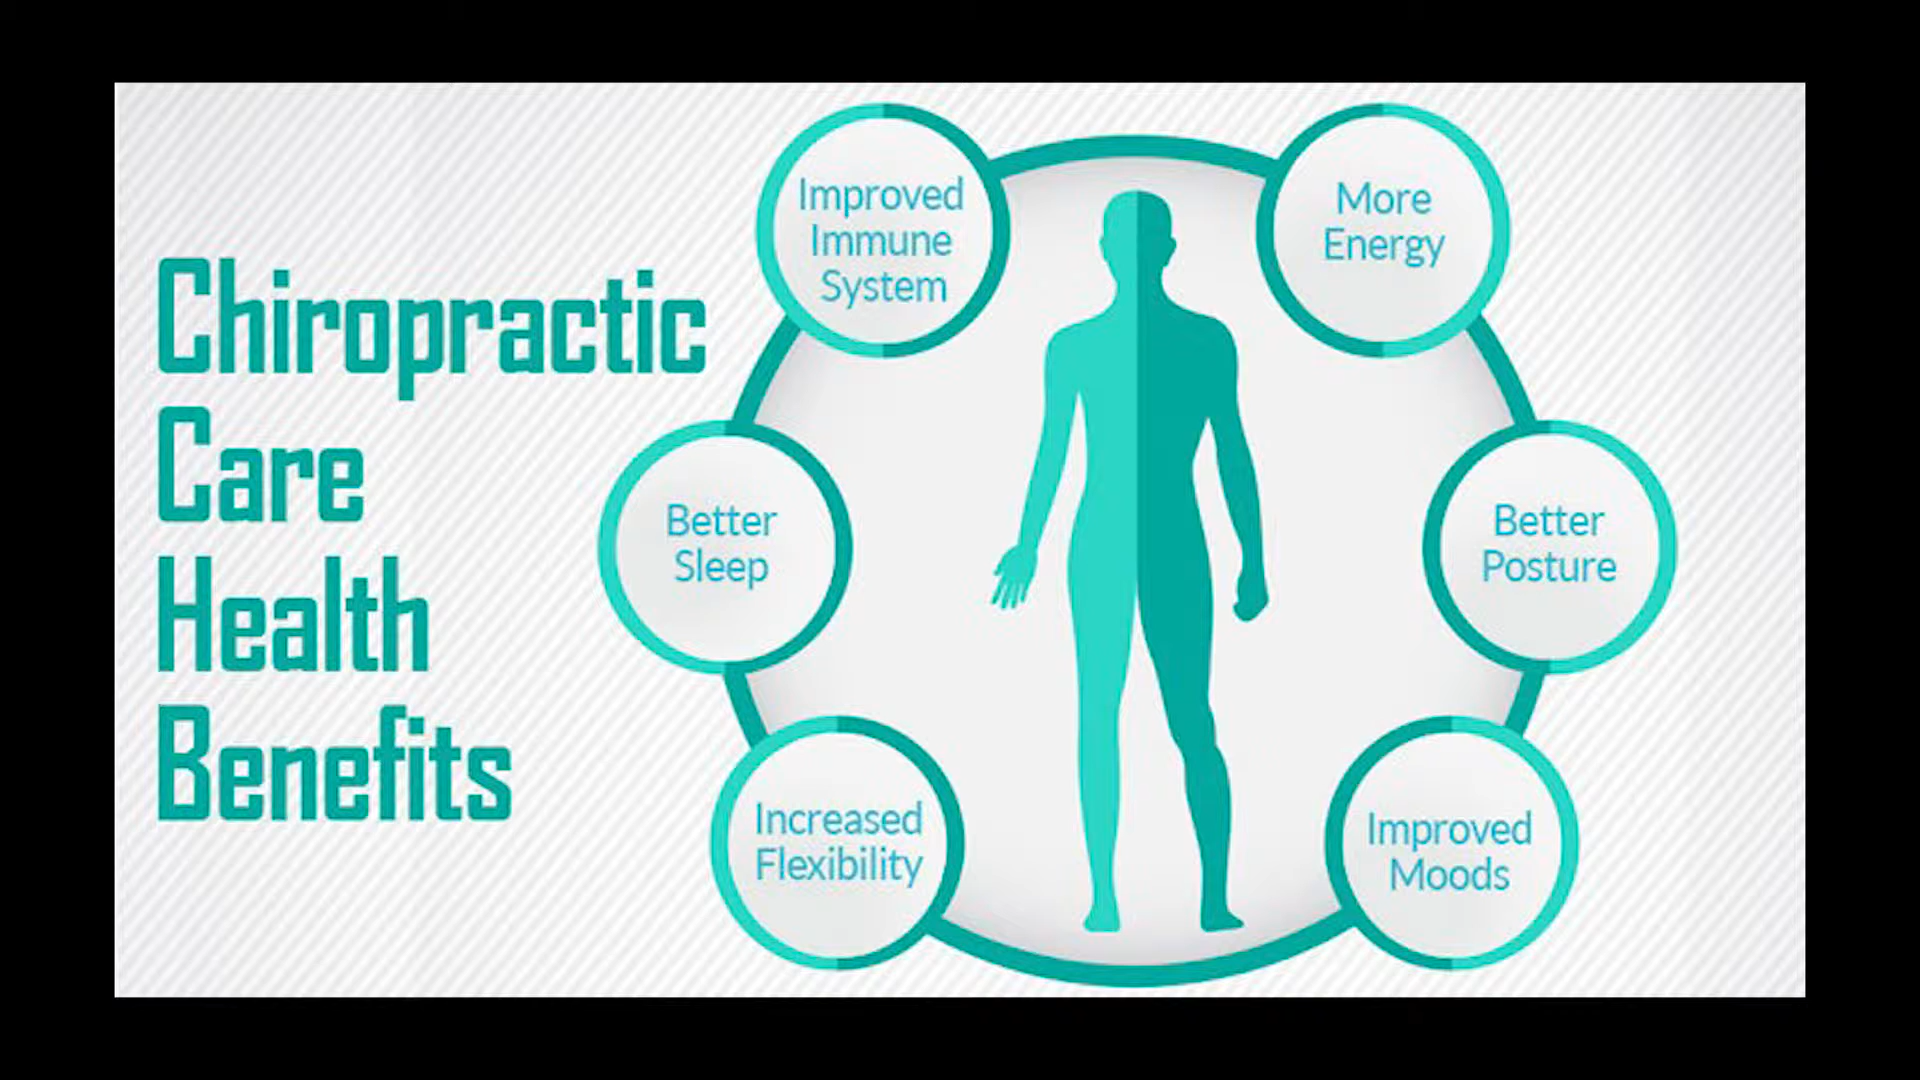 Chiropractic
Care
Health
Benefits
Improved
Immune
System
More
Energy
Better
Sleep
Better
Posture
Increased
Flexibility
Improved
Moods